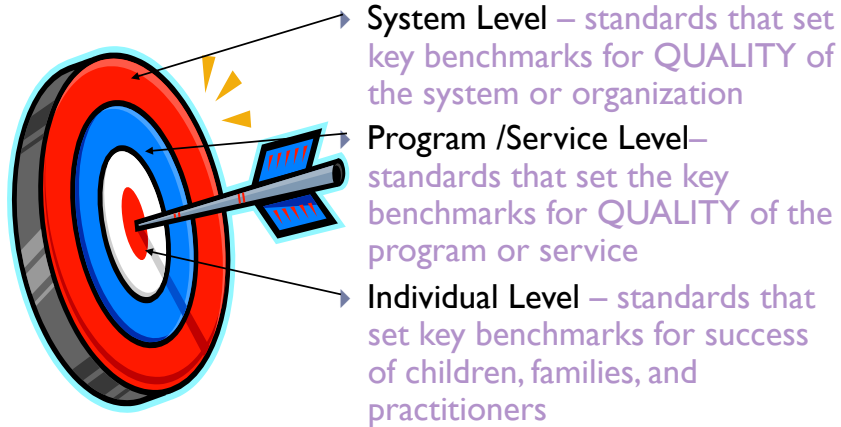 System Level – standards that set
key benchmarks for QUALITY of
the system or organization
Program /Service Level–
standards that set the key
benchmarks for QUALITY of the
program or service
Individual Level – standards that
set key benchmarks for success
of children, families, and
practitioners